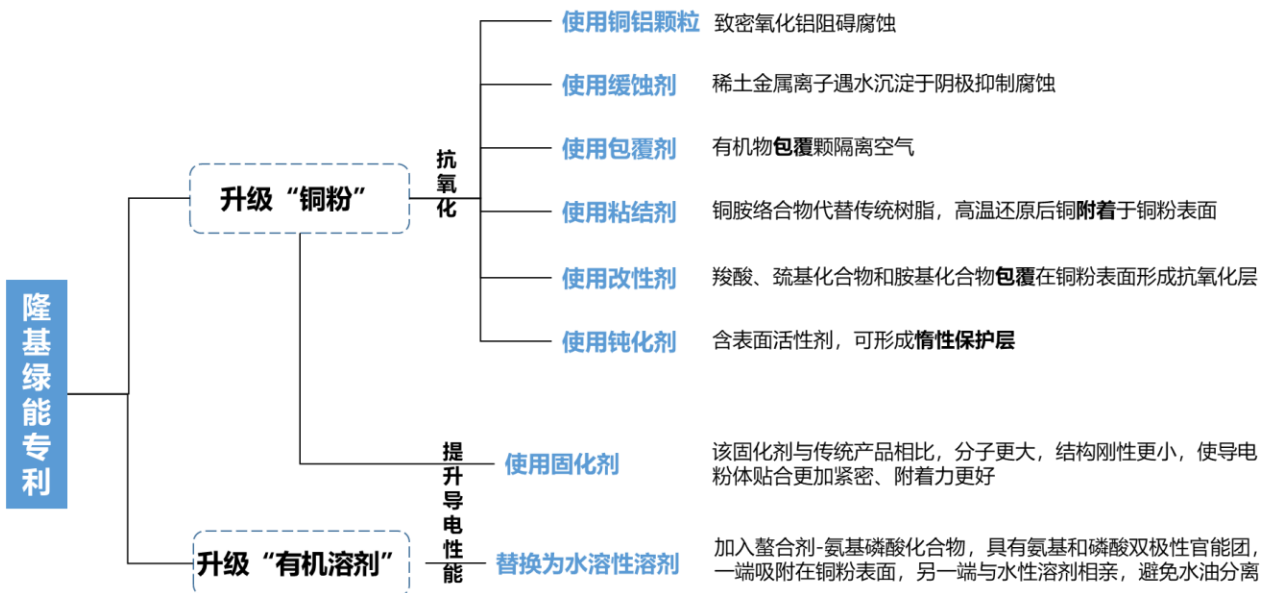 隆基绿能专利
升级“铜粉”
抗氧化
使用铜铝颗粒 致密氧化铝阻碍腐蚀
使用缓蚀剂 稀土金属离子遇水沉淀于阴极抑制腐蚀
使用包覆剂 有机物包覆颗隔离空气
使用粘结剂 铜胺络合物代替传统树脂，高温还原后铜附着于铜粉表面
使用改性剂 羧酸、巯基化合物和胺基化合物包覆在铜粉表面形成抗氧化层
使用钝化剂 含表面活性剂，可形成惰性保护层
提升导电性能
使用固化剂 该固化剂与传统产品相比，分子更大，结构刚性更小，使导电
粉体贴合更加紧密、附着力更好
升级“有机溶剂”
替换为水溶性溶剂 加入螯合剂-氨基磷酸化合物，具有氨基和磷酸双极性官能团，
一端吸附在铜粉表面，另一端与水性溶剂相亲，避免水油分离